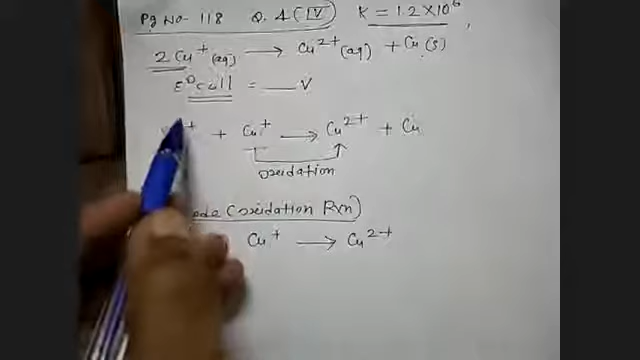 Pg No- 118 Q. 4 (IV) K = 1.2 × 10⁶,
2Cu⁺ (aq) ⟶ Cu²⁺ (aq) + Cu (s)
E° cell = ___ V
+ Cu⁺ ⟶ Cu²⁺ + Cu
oxidation
(oxidation Rxn)
Cu⁺ ⟶ Cu²⁺